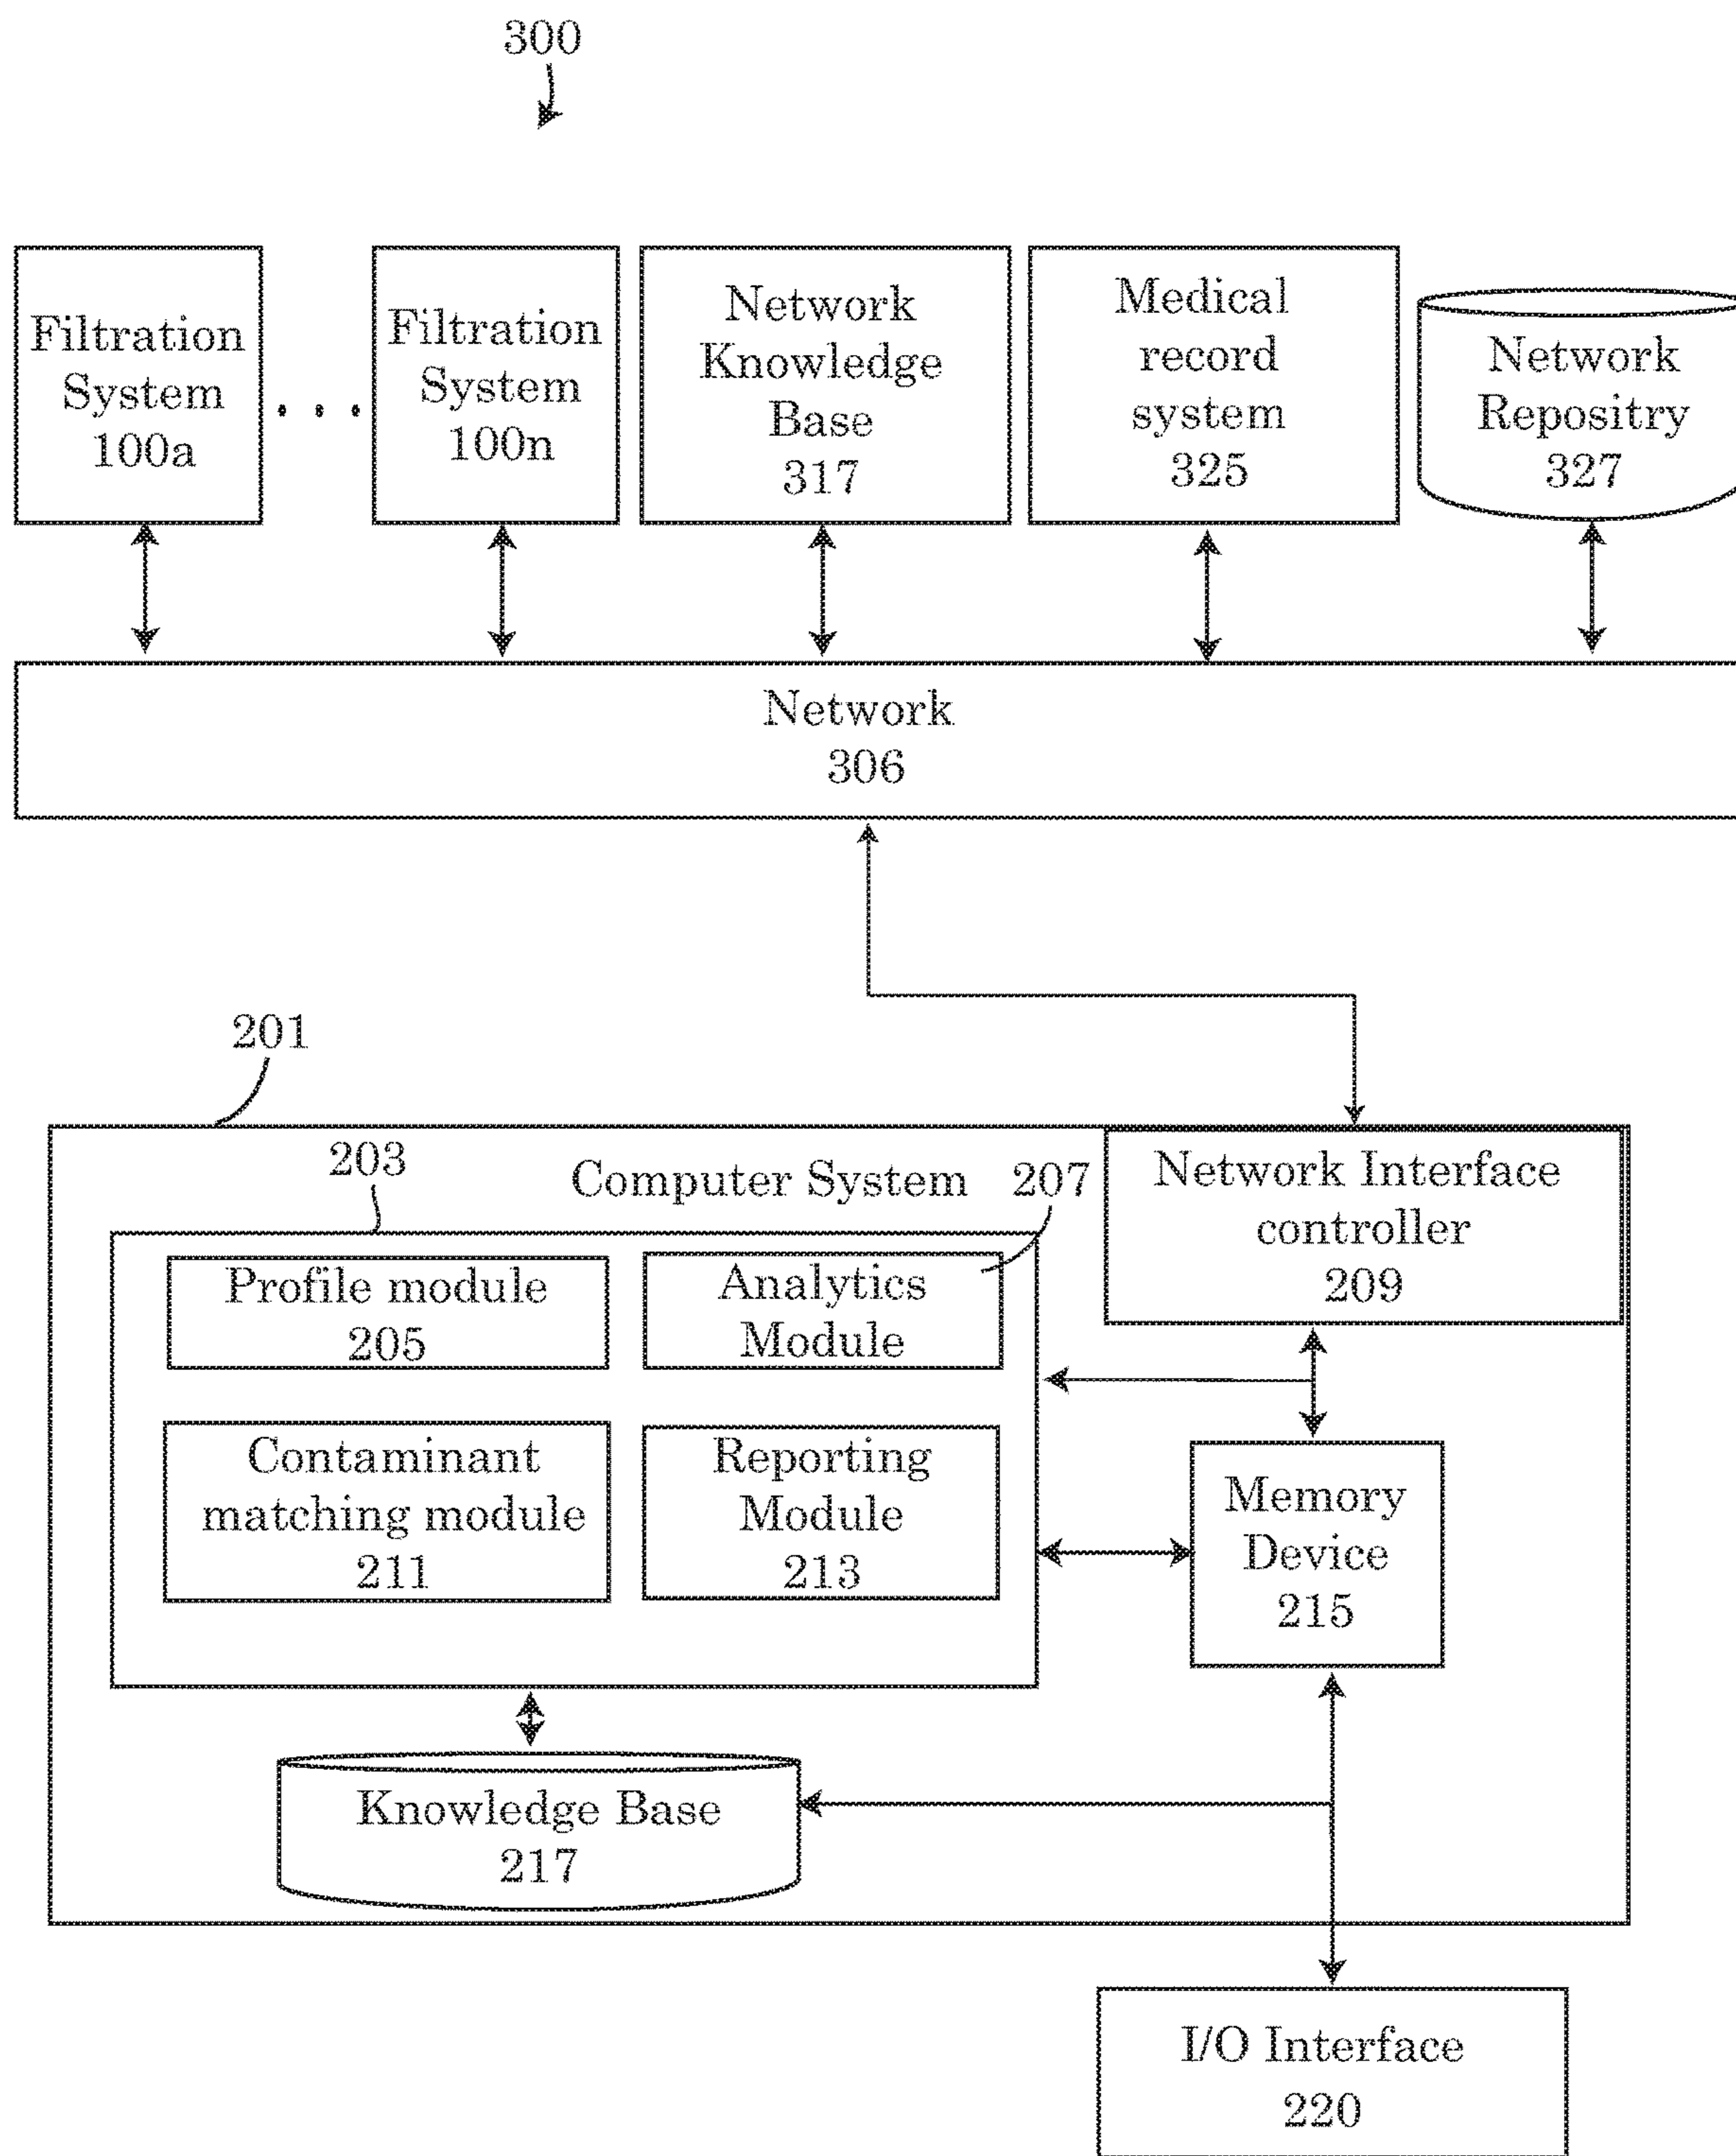 300
Filtration
System
100a
. . .
Filtration
System
100n
Network
Knowledge
Base
317
Medical
record
system
325
Network
Repositry
327
Network
306
201
203
Computer System
207
Network Interface
controller
209
Profile module
205
Analytics
Module
Contaminant
matching module
211
Reporting
Module
213
Memory
Device
215
Knowledge Base
217
I/O Interface
220